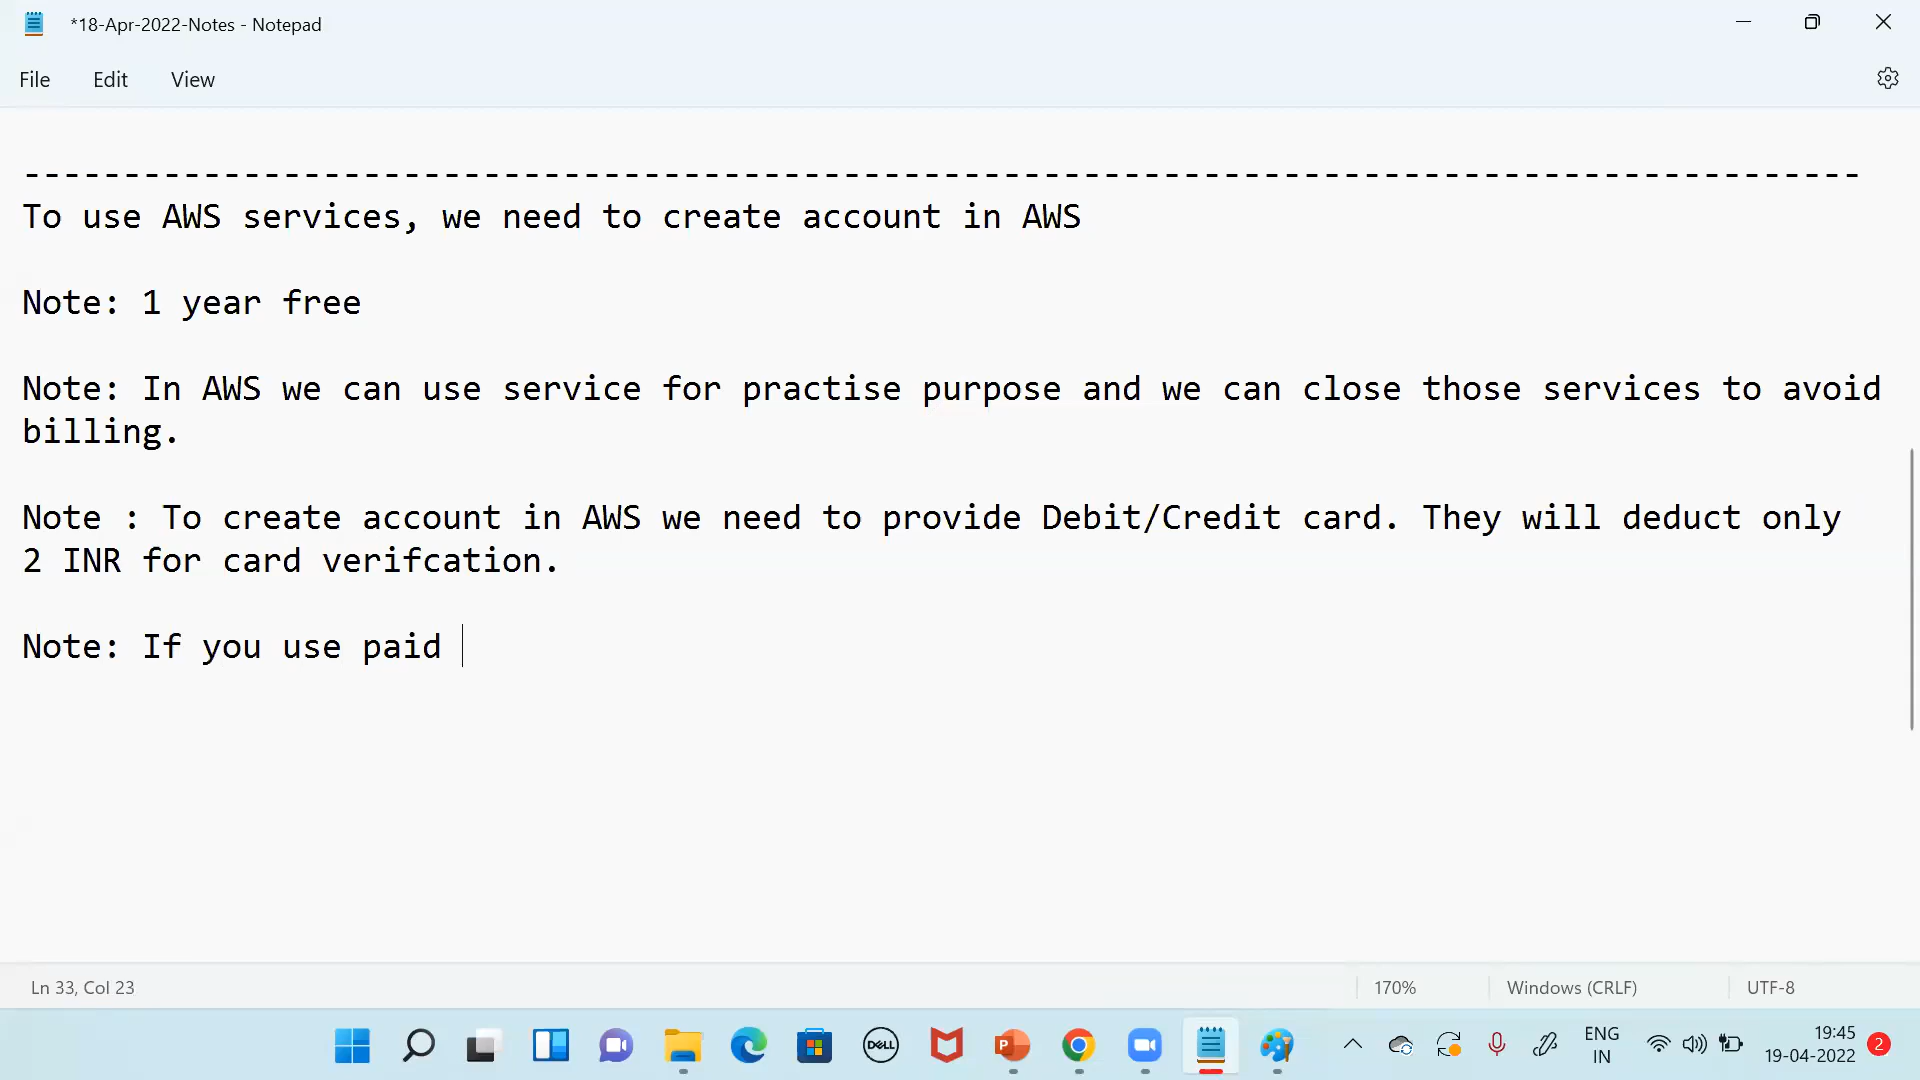 *18-Apr-2022-Notes - Notepad
File Edit View
--------------------------------------------------------------------------------------------
To use AWS services, we need to create account in AWS
Note: 1 year free
Note: In AWS we can use service for practise purpose and we can close those services to avoid
billing.
Note : To create account in AWS we need to provide Debit/Credit card. They will deduct only
2 INR for card verifcation.
Note: If you use paid
Ln 33, Col 23 170% Windows (CRLF) UTF-8
DELL
P
ENG
IN
19:45
19-04-2022
2